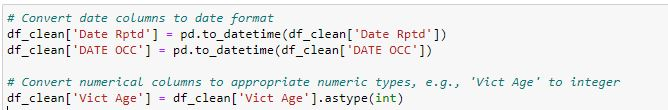 # Convert date columns to date format
df_clean['Date Rptd'] = pd.to_datetime(df_clean['Date Rptd'])
df_clean['DATE OCC'] = pd.to_datetime(df_clean['DATE OCC'])
# Convert numerical columns to appropriate numeric types, e.g., 'Vict Age' to integer
df_clean['Vict Age'] = df_clean['Vict Age'].astype(int)